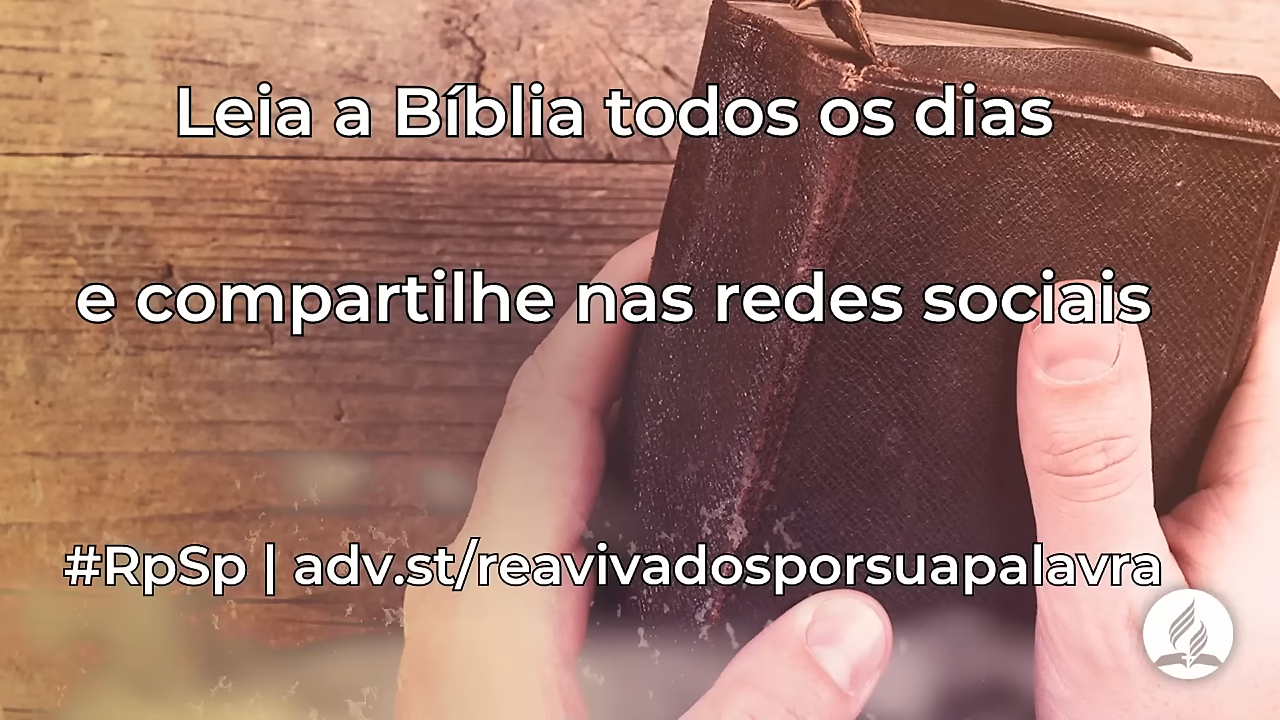 Leia a Bíblia todos os dias
e compartilhe nas redes sociais
#RpSp | adv.st/reavivadosporsuapalavra